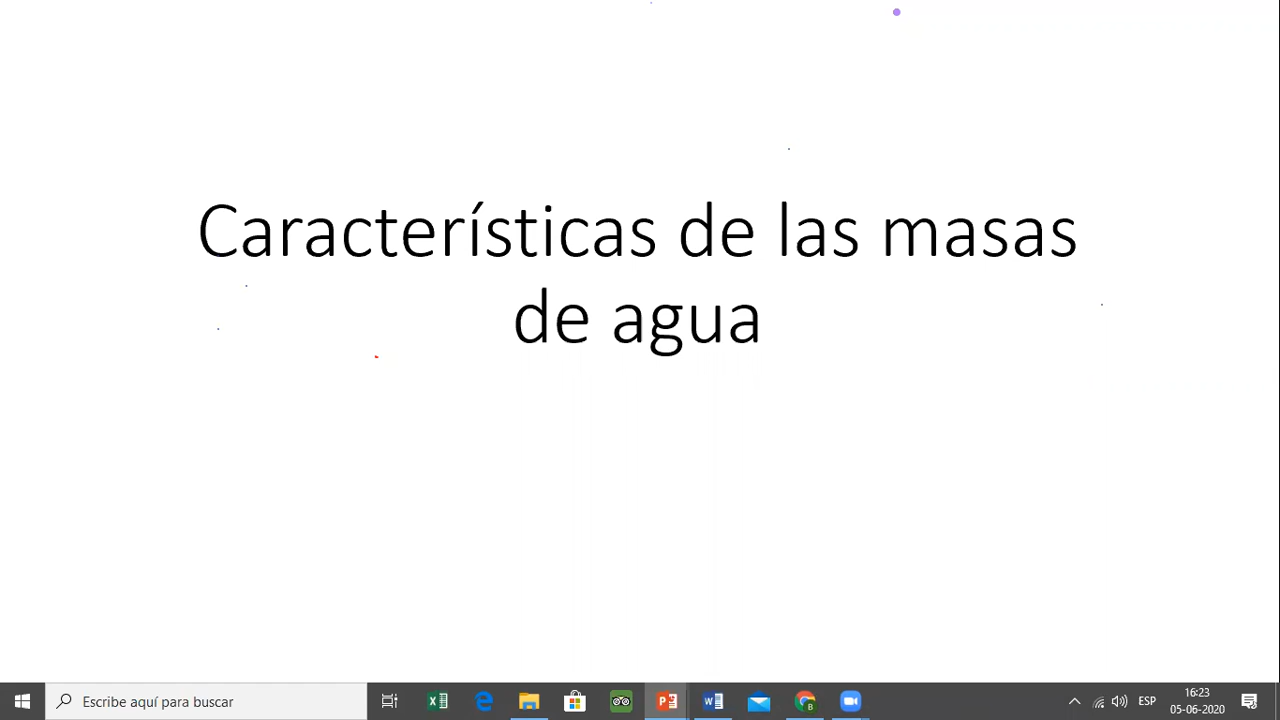 Características de las masas
de agua
Escribe aquí para buscar
ESP
16:23
05-06-2020